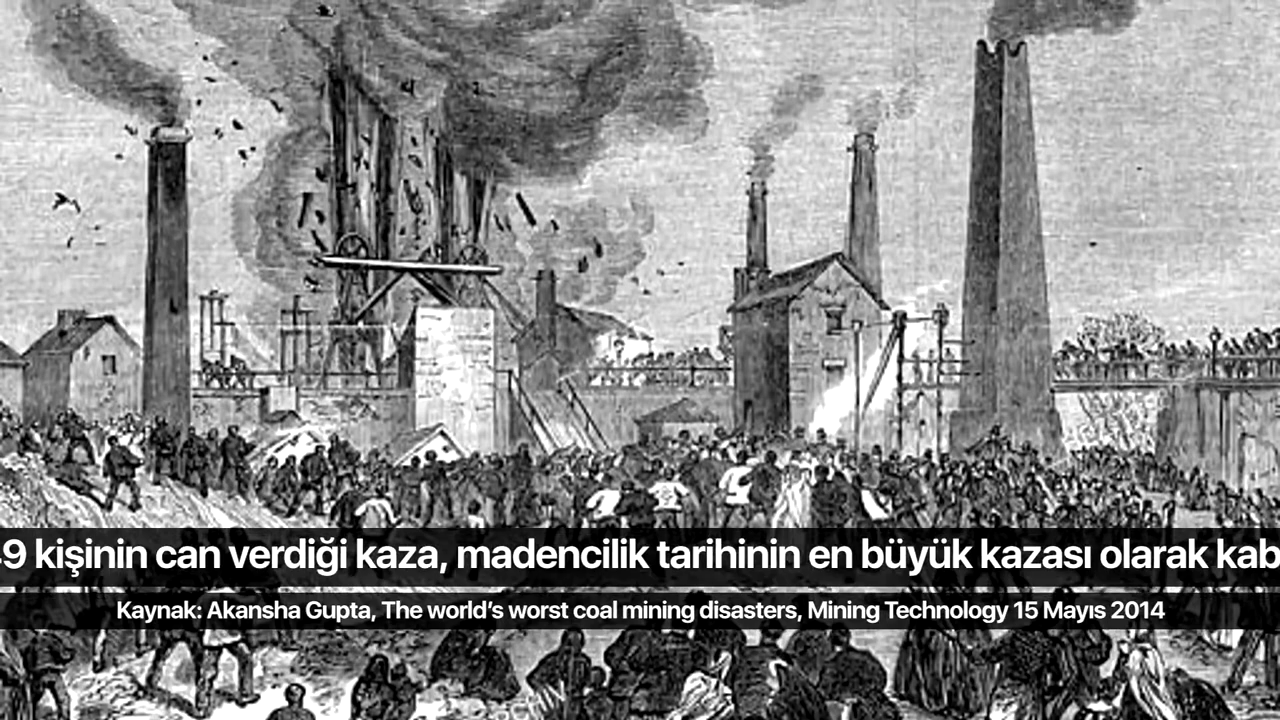 9 kişinin can verdiği kaza, madencilik tarihinin en büyük kazası olarak
Kaynak: Akansha Gupta, The world’s worst coal mining disasters, Mining Technology 15 Mayıs 2014